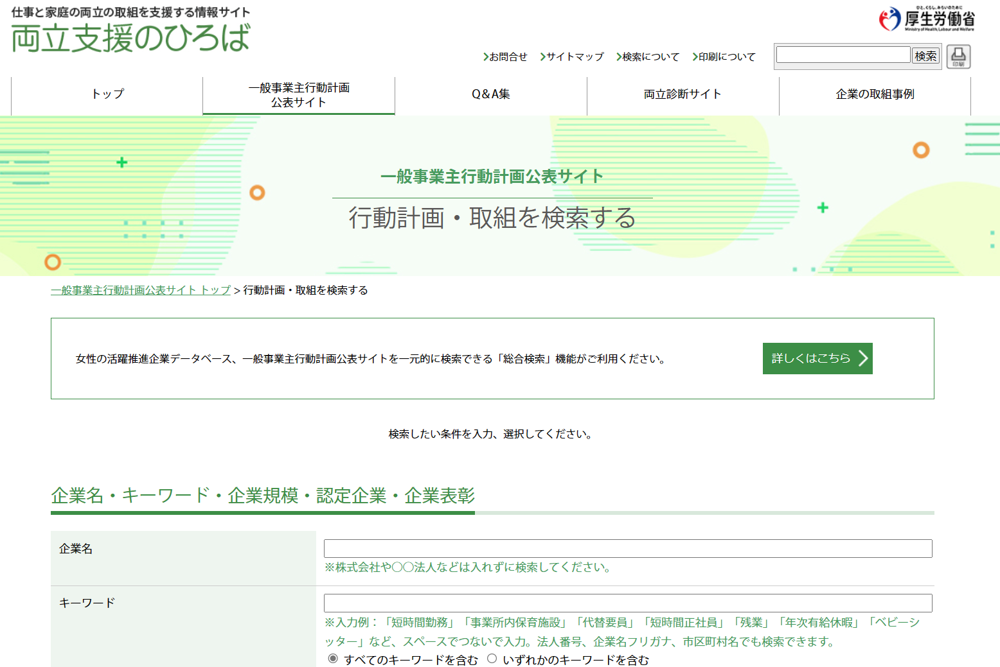 仕事と家庭の両立の取組を支援する情報サイト
両立支援のひろば
ひと、くらし、みらいのために
厚生労働省
Ministry of Health, Labour and Welfare
お問合せ サイトマップ 検索について 印刷について 検索 印刷
トップ
一般事業主行動計画
公表サイト
Q&A集
両立診断サイト
企業の取組事例
一般事業主行動計画公表サイト
行動計画・取組を検索する
一般事業主行動計画公表サイト トップ > 行動計画・取組を検索する
女性の活躍推進企業データベース、一般事業主行動計画公表サイトを一元的に検索できる「総合検索」機能がご利用ください。
詳しくはこちら
検索したい条件を入力、選択してください。
企業名・キーワード・企業規模・認定企業・企業表彰
企業名
※株式会社や〇〇法人などは入れずに検索してください。
キーワード
※入力例：「短時間勤務」「事業所内保育施設」「代替要員」「短時間正社員」「残業」「年次有給休暇」「ベビーシ
ッター」など、スペースでつないで入力。法人番号、企業名フリガナ、市区町村名でも検索できます。
すべてのキーワードを含む いずれかのキーワードを含む